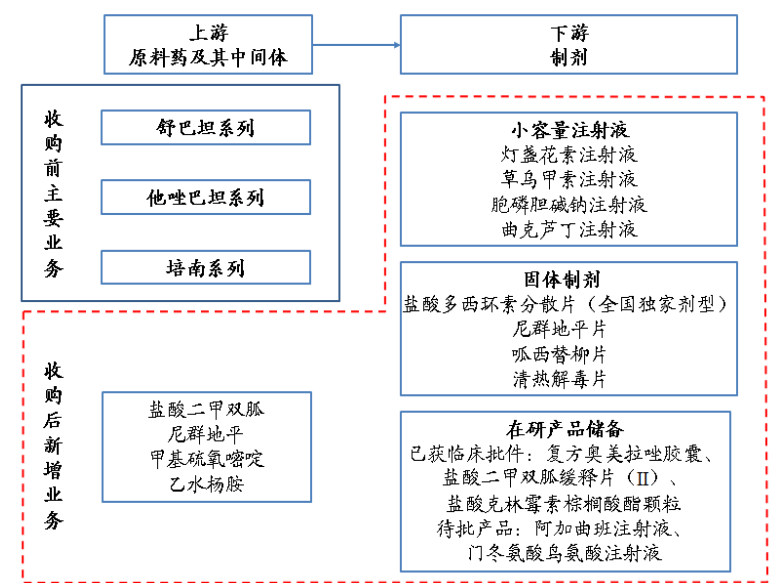 上游
原料药及其中间体
下游
制剂
收购前主要业务
舒巴坦系列
他唑巴坦系列
培南系列
小容量注射液
灯盏花素注射液
草乌甲素注射液
胞磷胆碱钠注射液
曲克芦丁注射液
固体制剂
盐酸多西环素分散片（全国独家剂型）
尼群地平片
呱西替柳片
清热解毒片
收购后新增业务
盐酸二甲双胍
尼群地平
甲基硫氧嘧啶
乙水杨胺
在研产品储备
已获临床批件：复方奥美拉唑胶囊、
盐酸二甲双胍缓释片（Ⅱ）、
盐酸克林霉素棕榈酸酯颗粒
待批产品：阿加曲班注射液、
门冬氨酸鸟氨酸注射液